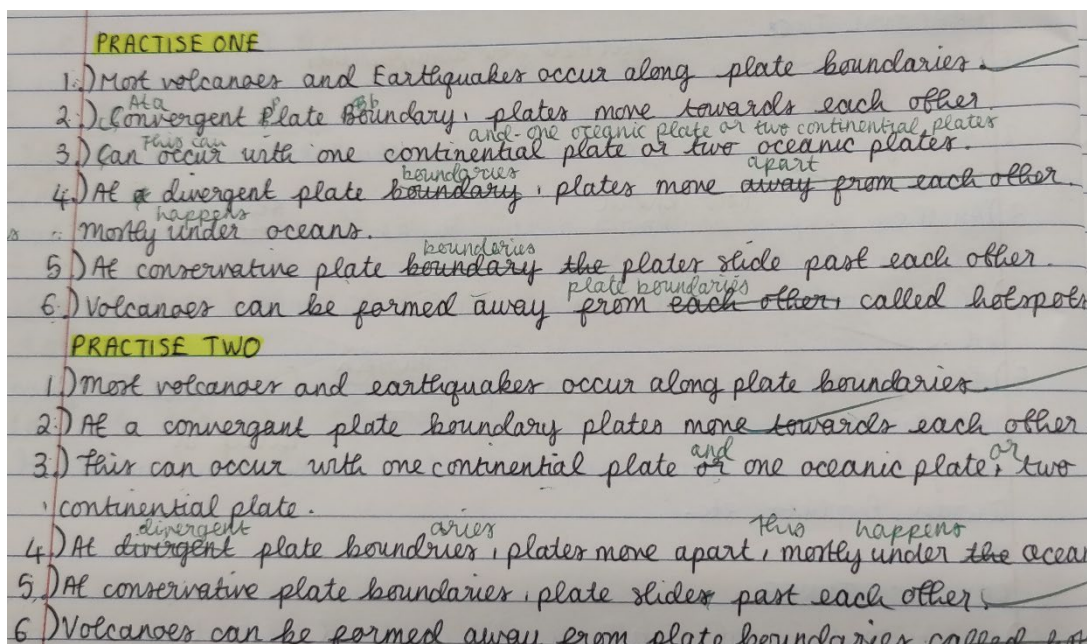 PRACTISE ONE
1.) Most volcanoes and Earthquakes occur along plate boundaries.
At a
2.) Convergent Plate Boundary, plates move towards each other.
and one oceanic plate or two continential plates
This can
3.) Can occur with one continential plate or two oceanic plates.
boundaries apart
4.) At a divergent plate boundary, plates move away from each other.
happens
mostly under oceans.
boundaries
5.) At conservative plate boundary the plates slide past each other.
plate boundaries
6.) Volcanoes can be formed away from each other, called hotspots
PRACTISE TWO
1.) most volcanoes and earthquakes occur along plate boundaries.
2.) At a convergant plate boundary plates move towards each other
and or
3.) this can occur with one continential plate or one oceanic plate, two
continential plate.
divergent aries This happens
4.) At divergent plate boundries, plates move apart, mostly under the ocean
5.) At conservative plate boundaries, plate slides past each other.
6.) Volcanoes can be formed away from plate boundaries called